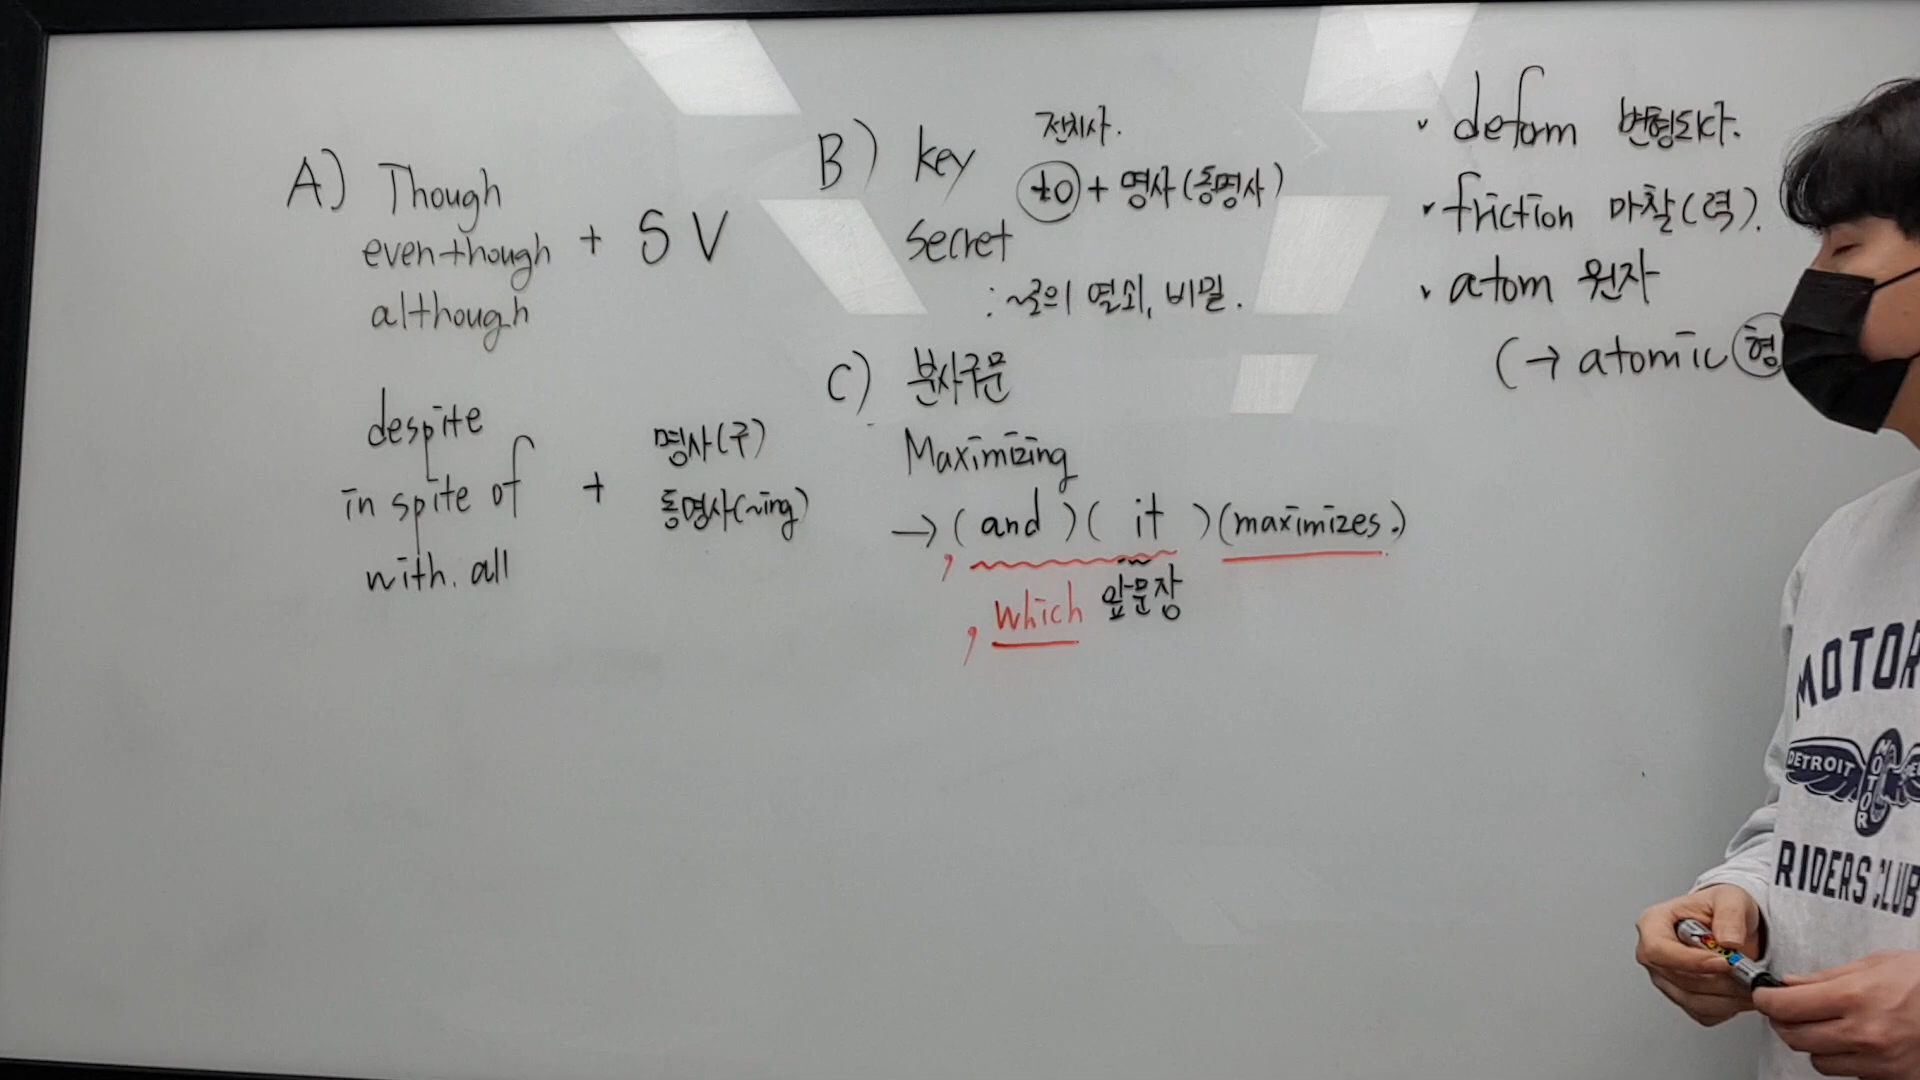 A) Though
even though + S V
although
despite
in spite of + 명사(구)
동명사(~ing)
with. all
B) key
전치사.
to + 명사(동명사)
Secret
: ~로의 열쇠, 비밀.
C) 분사구문
Maximizing
→ (and) (it) (maximizes.)
, which 앞문장
· deform 변형되다.
· friction 마찰(력).
· atom 원자
(→ atomic 형
MOTOR
DETROIT
MOTOR
RIDERS CLUB